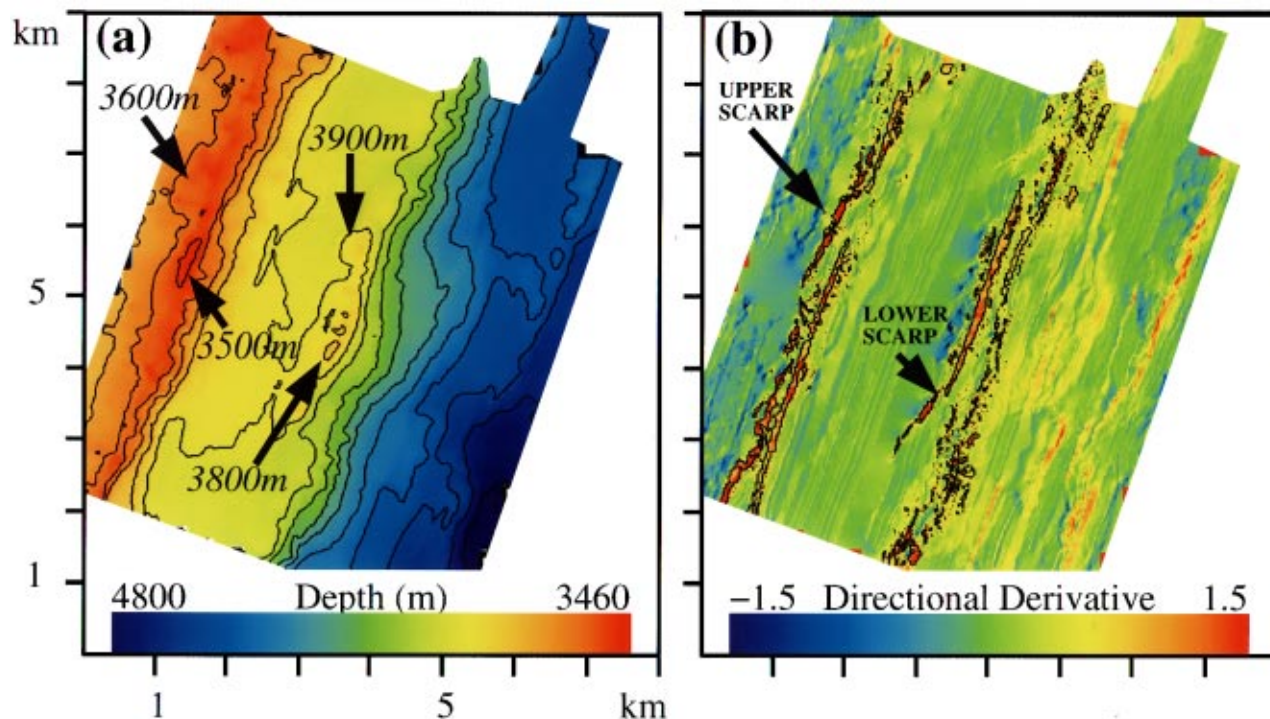 km
(a)
3600m
3900m
5
3500m
3800m
1
4800 Depth (m) 3460
1 5 km
(b)
UPPER
SCARP
LOWER
SCARP
−1.5 Directional Derivative 1.5